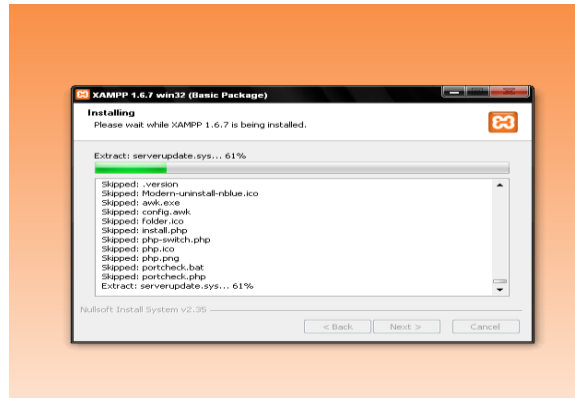 XAMPP 1.6.7 win32 (Basic Package)
Installing
Please wait while XAMPP 1.6.7 is being installed.
Extract: serverupdate.sys... 61%
Skipped: .version
Skipped: Modern-uninstall-nblue.ico
Skipped: awk.exe
Skipped: config.awk
Skipped: folder.ico
Skipped: install.php
Skipped: php-switch.php
Skipped: php.ico
Skipped: php.png
Skipped: portcheck.bat
Skipped: portcheck.php
Extract: serverupdate.sys... 61%
Nullsoft Install System v2.35
< Back
Next >
Cancel